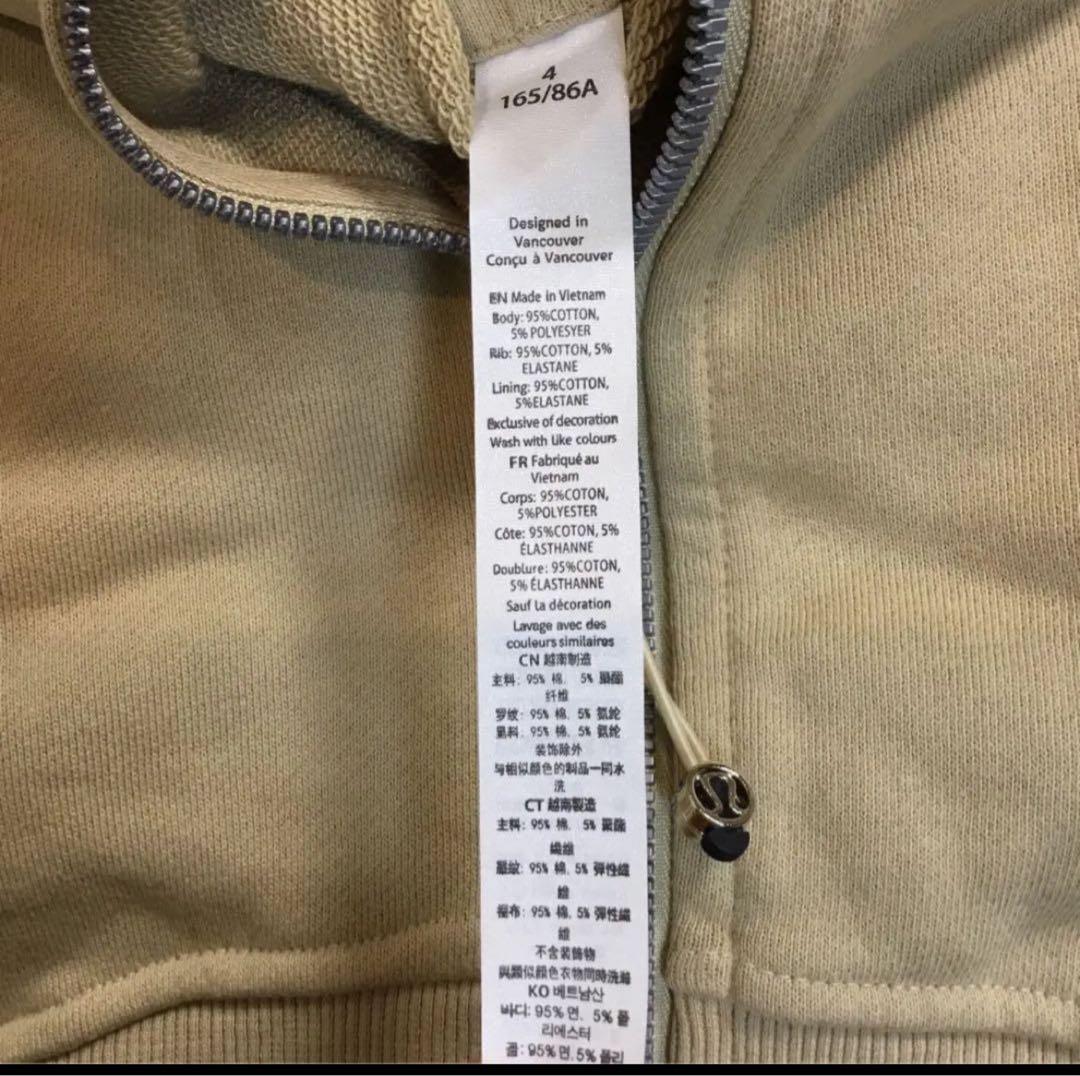 4
165/86A
Designed in
Vancouver
Conçu à Vancouver
EN Made in Vietnam
Body: 95%COTTON,
5% POLYESYER
Rib: 95%COTTON, 5%
ELASTANE
Lining: 95%COTTON,
5%ELASTANE
Exclusive of decoration
Wash with like colours
FR Fabriqué au
Vietnam
Corps: 95%COTON,
5%POLYESTER
Côte: 95%COTON, 5%
ÉLASTHANNE
Doublure: 95%COTON,
5% ÉLASTHANNE
Sauf la décoration
Lavage avec des
couleurs similaires
CN 越南制造
主料: 95% 棉, 5% 聚酯
纤维
罗纹: 95% 棉, 5% 氨纶
里料: 95% 棉, 5% 氨纶
装饰除外
与相似颜色的制品一同水
洗
CT 越南製造
主料: 95% 棉, 5% 聚酯
纖維
羅紋: 95% 棉, 5% 彈性纖
維
裡布: 95% 棉, 5% 彈性纖
維
不含装飾物
與類似顏色衣物同時洗滌
KO 베트남산
바디: 95% 면, 5% 폴
리에스터
골: 95% 면, 5% 폴리